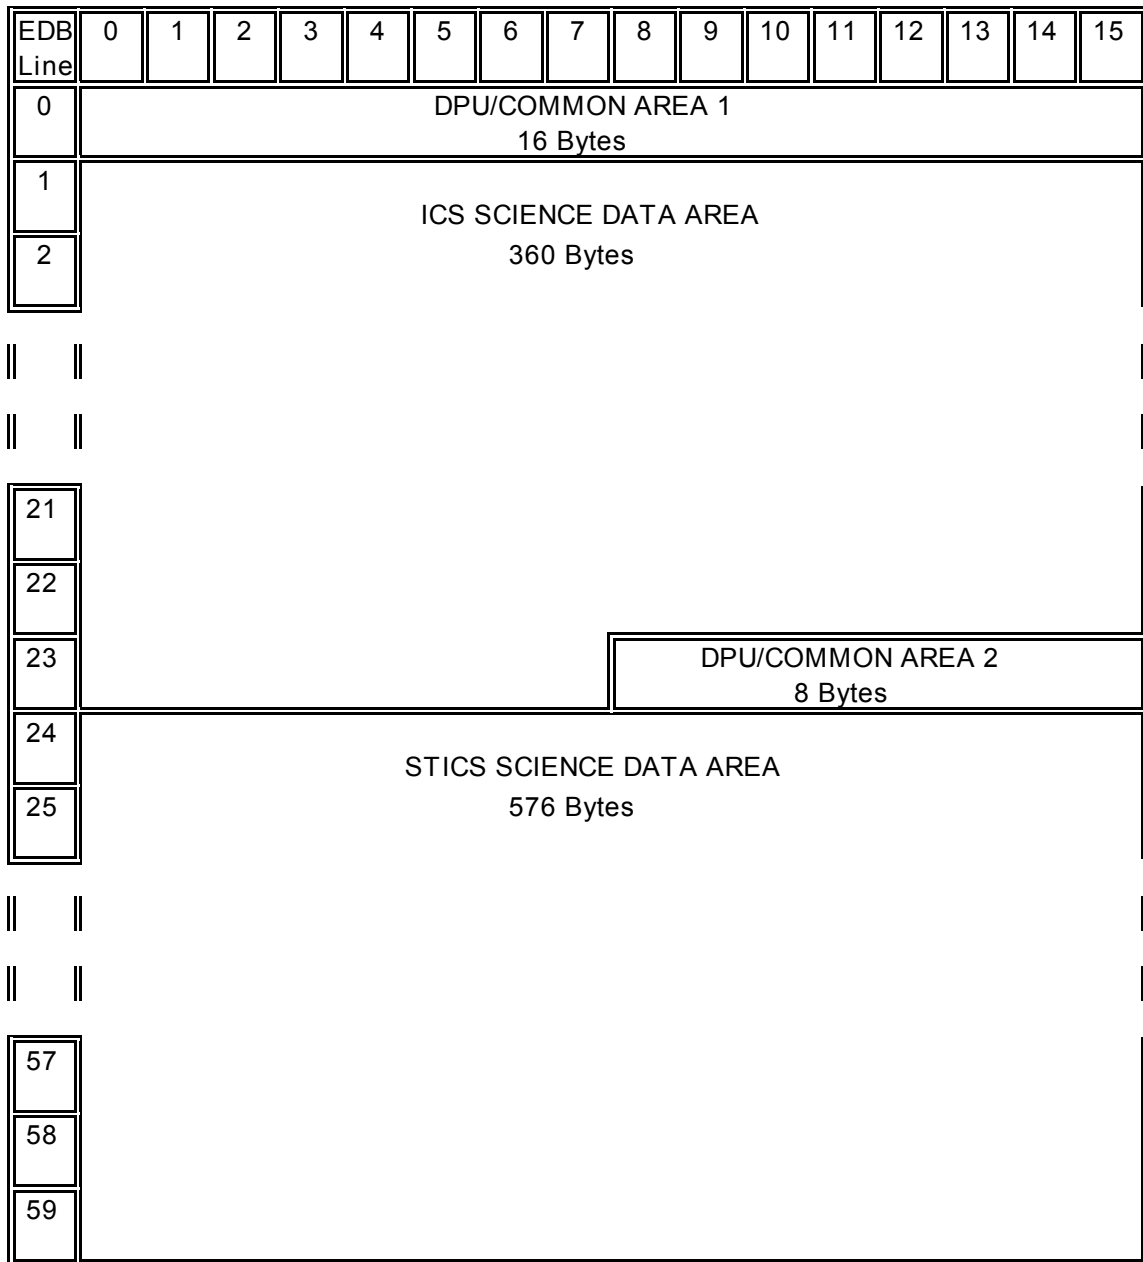 EDB Line 0 1 2 3 4 5 6 7 8 9 10 11 12 13 14 15
0 DPU/COMMON AREA 1
16 Bytes
1
ICS SCIENCE DATA AREA
2 360 Bytes
21
22
23 DPU/COMMON AREA 2
8 Bytes
24
STICS SCIENCE DATA AREA
25 576 Bytes
57
58
59